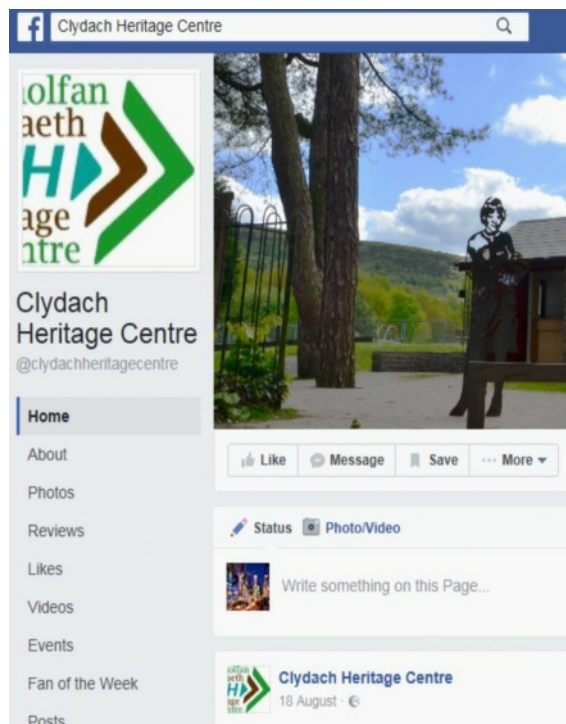 Clydach Heritage Centre
iolfan
aeth
H
age
ntre
Clydach
Heritage Centre
@clydachheritagecentre
Home
About
Photos
Reviews
Likes
Videos
Events
Fan of the Week
Posts
Like Message Save More
Status Photo/Video
Write something on this Page...
Clydach Heritage Centre
18 August